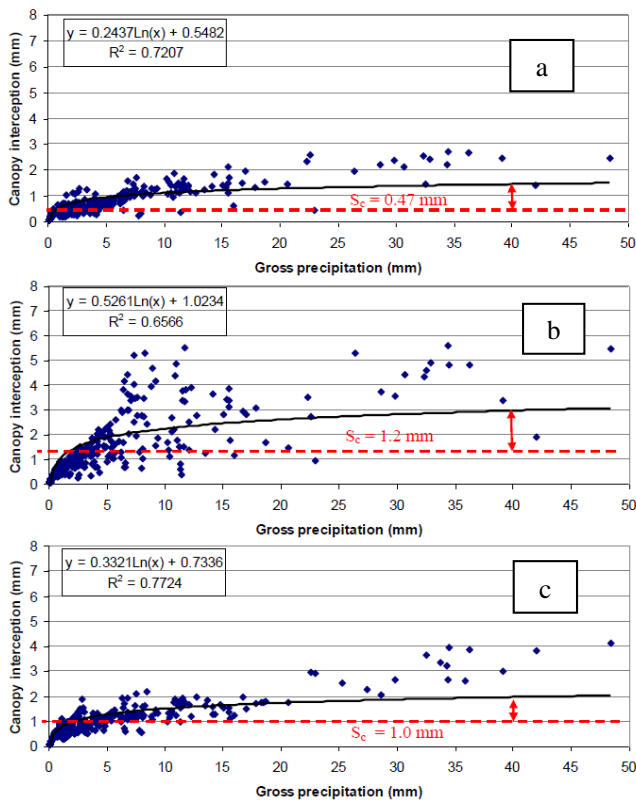 y = 0.2437Ln(x) + 0.5482
R² = 0.7207
a
Canopy interception (mm)
8
7
6
5
4
3
2
1
0
S_c = 0.47 mm
0 5 10 15 20 25 30 35 40 45 50
Gross precipitation (mm)
y = 0.5261Ln(x) + 1.0234
R² = 0.6566
b
Canopy interception (mm)
8
7
6
5
4
3
2
1
0
S_c = 1.2 mm
0 5 10 15 20 25 30 35 40 45 50
Gross precipitation (mm)
y = 0.3321Ln(x) + 0.7336
R² = 0.7724
c
Canopy interception (mm)
8
7
6
5
4
3
2
1
0
S_c = 1.0 mm
0 5 10 15 20 25 30 35 40 45 50
Gross precipitation (mm)